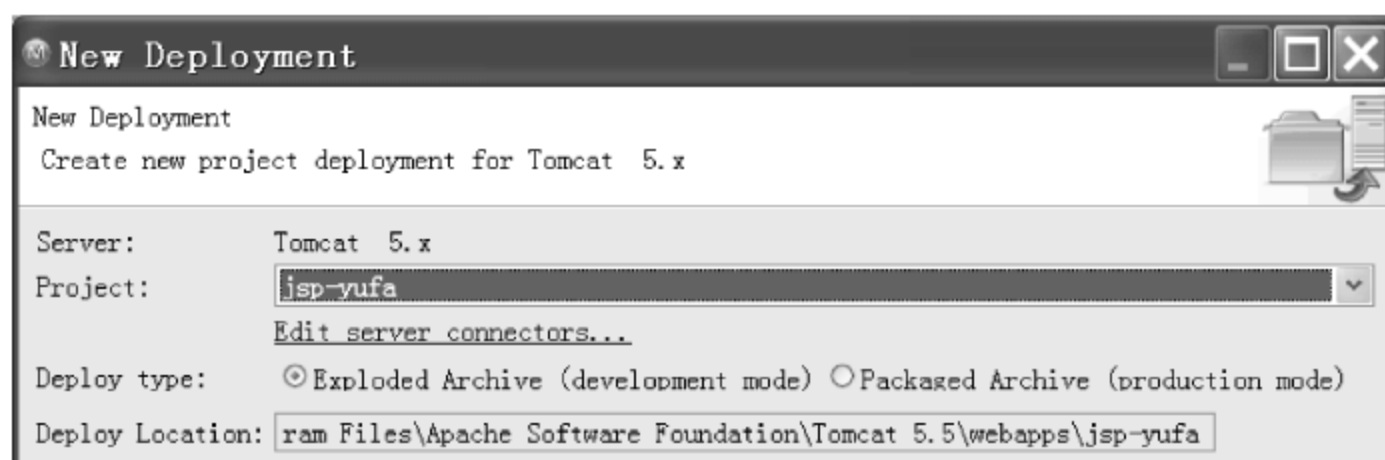 New Deployment
New Deployment
Create new project deployment for Tomcat 5.x
Server: Tomcat 5.x
Project: jsp-yufa
Edit server connectors...
Deploy type: Exploded Archive (development mode) Packaged Archive (production mode)
Deploy Location: ram Files\Apache Software Foundation\Tomcat 5.5\webapps\jsp-yufa